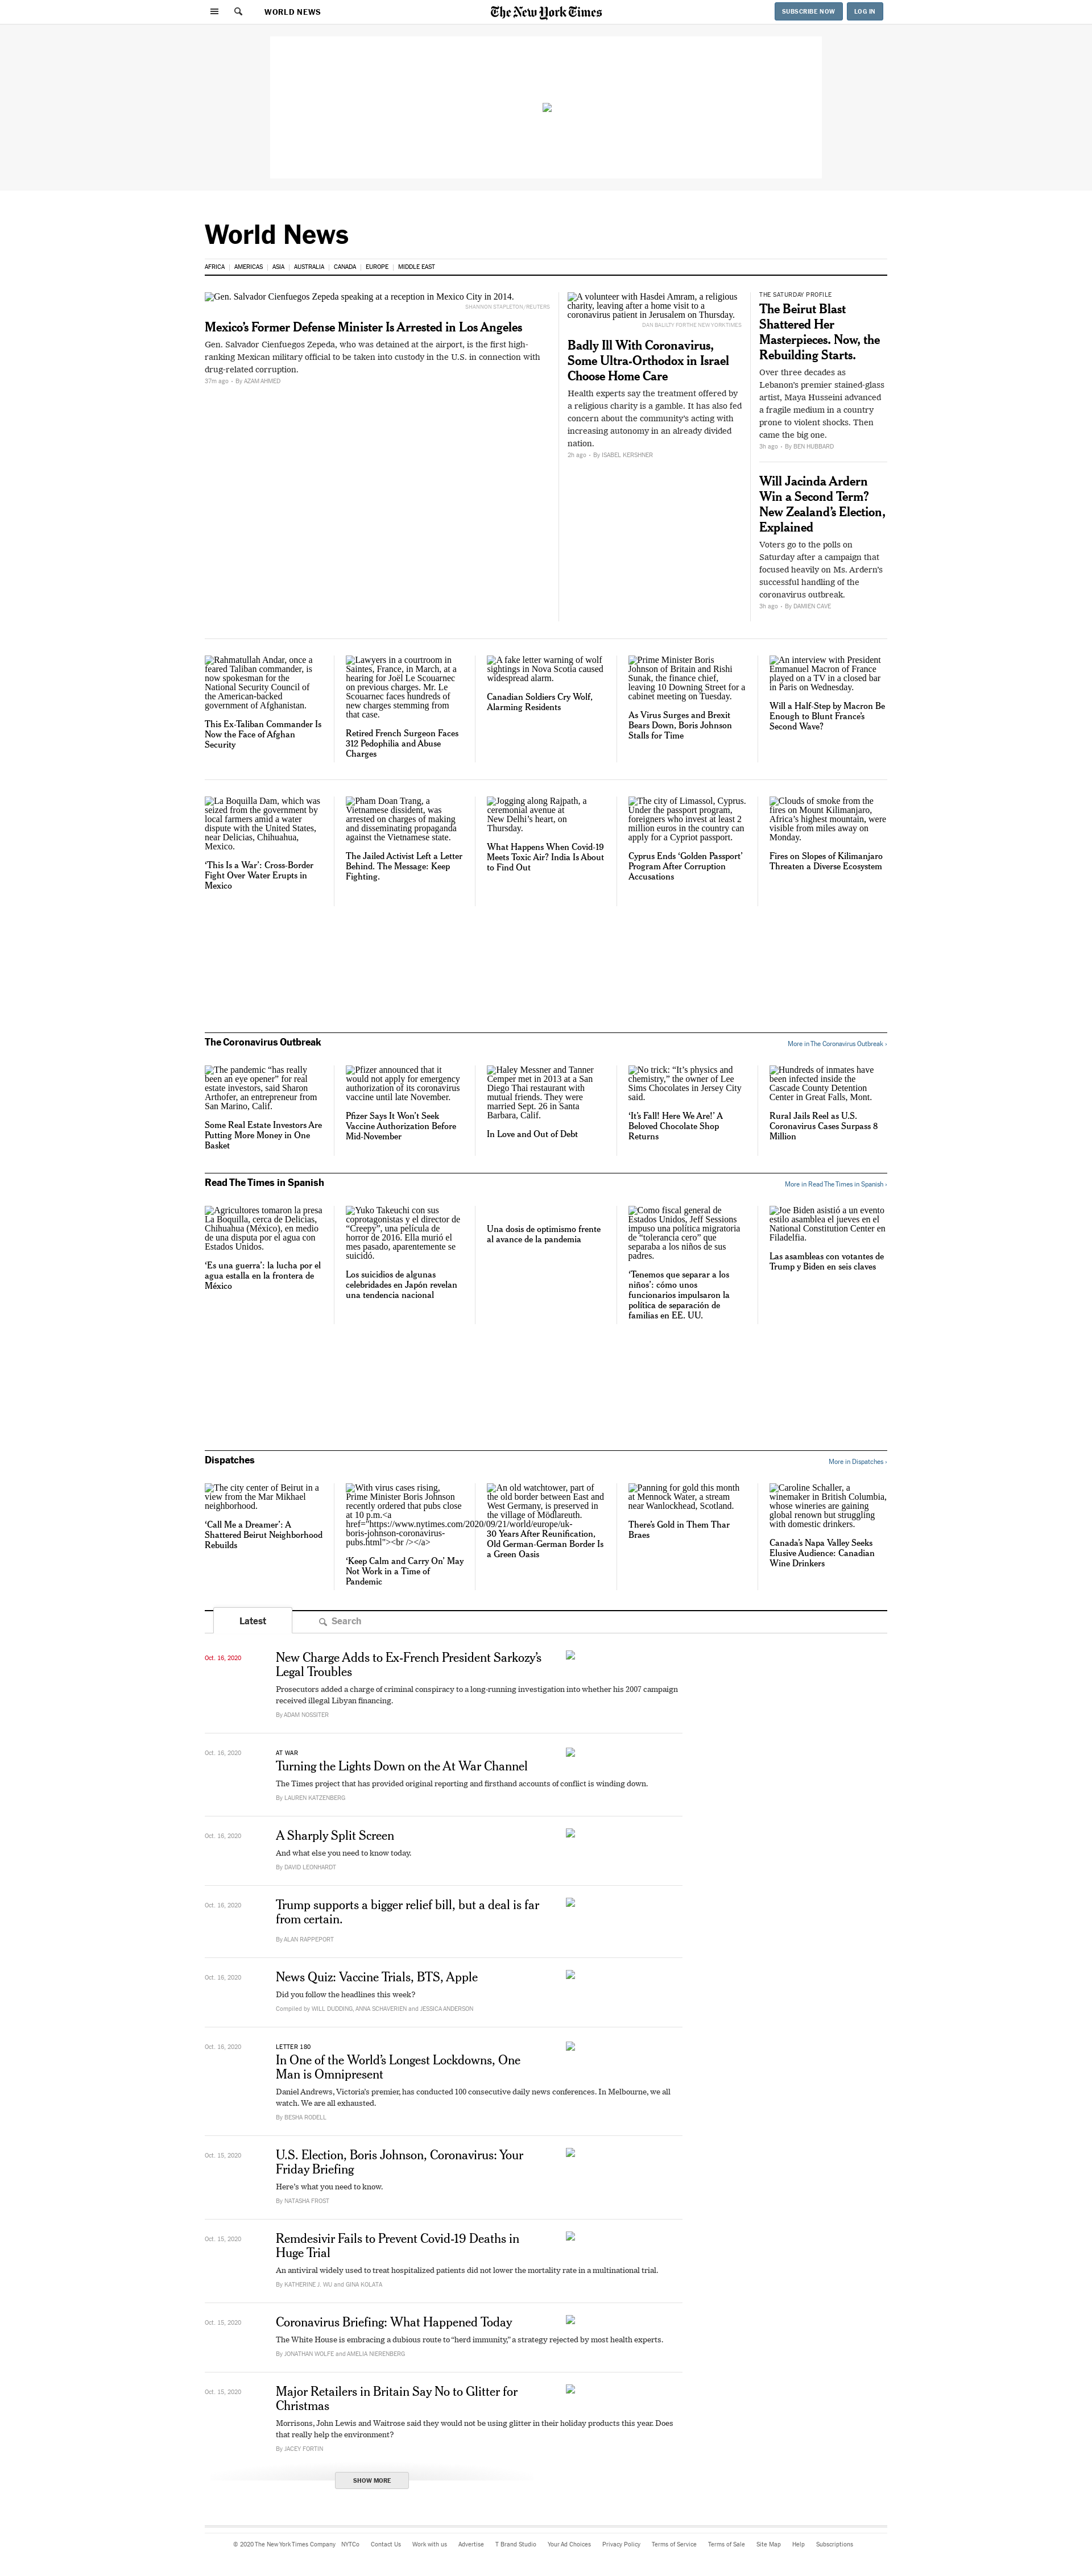 WORLD NEWS
The New York Times
SUBSCRIBE NOW
LOG IN
World News
AFRICA | AMERICAS | ASIA | AUSTRALIA | CANADA | EUROPE | MIDDLE EAST
Gen. Salvador Cienfuegos Zepeda speaking at a reception in Mexico City in 2014.
SHANNON STAPLETON/REUTERS
Mexico’s Former Defense Minister Is Arrested in Los Angeles
Gen. Salvador Cienfuegos Zepeda, who was detained at the airport, is the first high-
ranking Mexican military official to be taken into custody in the U.S. in connection with
drug-related corruption.
37m ago • By AZAM AHMED
A volunteer with Hasdei Amram, a religious
charity, leaving after a home visit to a
coronavirus patient in Jerusalem on Thursday.
DAN BALILTY FORTHE NEW YORK TIMES
Badly Ill With Coronavirus,
Some Ultra-Orthodox in Israel
Choose Home Care
Health experts say the treatment offered by
a religious charity is a gamble. It has also fed
concern about the community’s acting with
increasing autonomy in an already divided
nation.
2h ago • By ISABEL KERSHNER
THE SATURDAY PROFILE
The Beirut Blast
Shattered Her
Masterpieces. Now, the
Rebuilding Starts.
Over three decades as
Lebanon’s premier stained-glass
artist, Maya Husseini advanced
a fragile medium in a country
prone to violent shocks. Then
came the big one.
3h ago • By BEN HUBBARD
Will Jacinda Ardern
Win a Second Term?
New Zealand’s Election,
Explained
Voters go to the polls on
Saturday after a campaign that
focused heavily on Ms. Ardern’s
successful handling of the
coronavirus outbreak.
3h ago • By DAMIEN CAVE
Rahmatullah Andar, once a
feared Taliban commander, is
now spokesman for the
National Security Council of
the American-backed
government of Afghanistan.
This Ex-Taliban Commander Is
Now the Face of Afghan
Security
Lawyers in a courtroom in
Saintes, France, in March, at a
hearing for Joël Le Scouarnec
on previous charges. Mr. Le
Scouarnec faces hundreds of
new charges stemming from
that case.
Retired French Surgeon Faces
312 Pedophilia and Abuse
Charges
A fake letter warning of wolf
sightings in Nova Scotia caused
widespread alarm.
Canadian Soldiers Cry Wolf,
Alarming Residents
Prime Minister Boris
Johnson of Britain and Rishi
Sunak, the finance chief,
leaving 10 Downing Street for a
cabinet meeting on Tuesday.
As Virus Surges and Brexit
Bears Down, Boris Johnson
Stalls for Time
An interview with President
Emmanuel Macron of France
played on a TV in a closed bar
in Paris on Wednesday.
Will a Half-Step by Macron Be
Enough to Blunt France’s
Second Wave?
La Boquilla Dam, which was
seized from the government by
local farmers amid a water
dispute with the United States,
near Delicias, Chihuahua,
Mexico.
‘This Is a War’: Cross-Border
Fight Over Water Erupts in
Mexico
Pham Doan Trang, a
Vietnamese dissident, was
arrested on charges of making
and disseminating propaganda
against the Vietnamese state.
The Jailed Activist Left a Letter
Behind. The Message: Keep
Fighting.
Jogging along Rajpath, a
ceremonial avenue at
New Delhi’s heart, on
Thursday.
What Happens When Covid-19
Meets Toxic Air? India Is About
to Find Out
The city of Limassol, Cyprus.
Under the passport program,
foreigners who invest at least 2
million euros in the country can
apply for a Cypriot passport.
Cyprus Ends ‘Golden Passport’
Program After Corruption
Accusations
Clouds of smoke from the
fires on Mount Kilimanjaro,
Africa’s highest mountain, were
visible from miles away on
Monday.
Fires on Slopes of Kilimanjaro
Threaten a Diverse Ecosystem
The Coronavirus Outbreak
More in The Coronavirus Outbreak ›
The pandemic “has really
been an eye opener” for real
estate investors, said Sharon
Arthofer, an entrepreneur from
San Marino, Calif.
Some Real Estate Investors Are
Putting More Money in One
Basket
Pfizer announced that it
would not apply for emergency
authorization of its coronavirus
vaccine until late November.
Pfizer Says It Won’t Seek
Vaccine Authorization Before
Mid-November
Haley Messner and Tanner
Cemper met in 2013 at a San
Diego Thai restaurant with
mutual friends. They were
married Sept. 26 in Santa
Barbara, Calif.
In Love and Out of Debt
No trick: “It’s physics and
chemistry,” the owner of Lee
Sims Chocolates in Jersey City
said.
‘It’s Fall! Here We Are!’ A
Beloved Chocolate Shop
Returns
Hundreds of inmates have
been infected inside the
Cascade County Detention
Center in Great Falls, Mont.
Rural Jails Reel as U.S.
Coronavirus Cases Surpass 8
Million
Read The Times in Spanish
More in Read The Times in Spanish ›
Agricultores tomaron la presa
La Boquilla, cerca de Delicias,
Chihuahua (México), en medio
de una disputa por el agua con
Estados Unidos.
‘Es una guerra’: la lucha por el
agua estalla en la frontera de
México
Yuko Takeuchi con sus
coprotagonistas y el director de
“Creepy”, una película de
horror de 2016. Ella murió el
mes pasado, aparentemente se
suicidó.
Los suicidios de algunas
celebridades en Japón revelan
una tendencia nacional
Una dosis de optimismo frente
al avance de la pandemia
Como fiscal general de
Estados Unidos, Jeff Sessions
impuso una política migratoria
de "tolerancia cero" que
separaba a los niños de sus
padres.
‘Tenemos que separar a los
niños’: cómo unos
funcionarios impulsaron la
política de separación de
familias en EE. UU.
Joe Biden asistió a un evento
estilo asamblea el jueves en el
National Constitution Center en
Filadelfia.
Las asambleas con votantes de
Trump y Biden en seis claves
Dispatches
More in Dispatches ›
The city center of Beirut in a
view from the Mar Mikhael
neighborhood.
‘Call Me a Dreamer’: A
Shattered Beirut Neighborhood
Rebuilds
With virus cases rising,
Prime Minister Boris Johnson
recently ordered that pubs close
at 10 p.m.<a
href="https://www.nytimes.com/2020/09/21/world/europe/uk-
boris-johnson-coronavirus-
pubs.html"><br /></a>
‘Keep Calm and Carry On’ May
Not Work in a Time of
Pandemic
An old watchtower, part of
the old border between East and
West Germany, is preserved in
the village of Mödlareuth.
30 Years After Reunification,
Old German-German Border Is
a Green Oasis
Panning for gold this month
at Mennock Water, a stream
near Wanlockhead, Scotland.
There’s Gold in Them Thar
Braes
Caroline Schaller, a
winemaker in British Columbia,
whose wineries are gaining
global renown but struggling
with domestic drinkers.
Canada’s Napa Valley Seeks
Elusive Audience: Canadian
Wine Drinkers
Latest
Search
Oct. 16, 2020
New Charge Adds to Ex-French President Sarkozy’s
Legal Troubles
Prosecutors added a charge of criminal conspiracy to a long-running investigation into whether his 2007 campaign
received illegal Libyan financing.
By ADAM NOSSITER
Oct. 16, 2020
AT WAR
Turning the Lights Down on the At War Channel
The Times project that has provided original reporting and firsthand accounts of conflict is winding down.
By LAUREN KATZENBERG
Oct. 16, 2020
A Sharply Split Screen
And what else you need to know today.
By DAVID LEONHARDT
Oct. 16, 2020
Trump supports a bigger relief bill, but a deal is far
from certain.
By ALAN RAPPEPORT
Oct. 16, 2020
News Quiz: Vaccine Trials, BTS, Apple
Did you follow the headlines this week?
Compiled by WILL DUDDING, ANNA SCHAVERIEN and JESSICA ANDERSON
Oct. 16, 2020
LETTER 180
In One of the World’s Longest Lockdowns, One
Man is Omnipresent
Daniel Andrews, Victoria’s premier, has conducted 100 consecutive daily news conferences. In Melbourne, we all
watch. We are all exhausted.
By BESHA RODELL
Oct. 15, 2020
U.S. Election, Boris Johnson, Coronavirus: Your
Friday Briefing
Here’s what you need to know.
By NATASHA FROST
Oct. 15, 2020
Remdesivir Fails to Prevent Covid-19 Deaths in
Huge Trial
An antiviral widely used to treat hospitalized patients did not lower the mortality rate in a multinational trial.
By KATHERINE J. WU and GINA KOLATA
Oct. 15, 2020
Coronavirus Briefing: What Happened Today
The White House is embracing a dubious route to “herd immunity,” a strategy rejected by most health experts.
By JONATHAN WOLFE and AMELIA NIERENBERG
Oct. 15, 2020
Major Retailers in Britain Say No to Glitter for
Christmas
Morrisons, John Lewis and Waitrose said they would not be using glitter in their holiday products this year. Does
that really help the environment?
By JACEY FORTIN
SHOW MORE
© 2020 The New York Times Company NYTCo Contact Us Work with us Advertise T Brand Studio Your Ad Choices Privacy Policy Terms of Service Terms of Sale Site Map Help Subscriptions